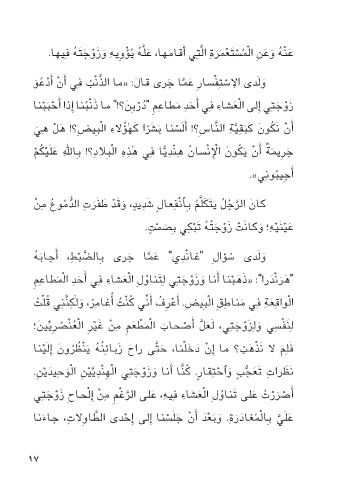 عَنْهُ وَعَنِ الْمُسْتَعْمَرَةِ الَّتِي أَقامَها، عَلَّهُ يُؤْوِيهِ وَزَوْجَتَهُ فِيها.
وَلَدى الِاسْتِفْسارِ عَمَّا جَرى قالَ: «ما الذَّنْبُ فِي أَنْ أَدْعُوَ
زَوْجَتِي إِلى الْعَشاءِ فِي أَحَدِ مَطاعِمِ "دُرْبِنَ"؟! ما ذَنْبُنا إِذا أَحْبَبْنا
أَنْ نَكُونَ كَبَقِيَّةِ النَّاسِ؟! أَلَسْنا بَشَرًا كَهَؤُلاءِ الْبِيضِ؟! هَلْ هِيَ
جَرِيمَةٌ أَنْ يَكُونَ الْإِنْسانُ هِنْدِيًّا فِي هَذِهِ الْبِلادِ؟! بِاللهِ عَلَيْكُمْ
أَجِيبُونِي».
كانَ الرَّجُلُ يَتَكَلَّمُ بِٱنْفِعالٍ شَدِيدٍ، وَقَدْ طَفَرَتِ الدُّمُوعُ مِنْ
عَيْنَيْهِ؛ وَكانَتْ زَوْجَتُهُ تَبْكِي بِصَمْتٍ.
وَلَدى سُؤالِ "غانْدِي" عَمَّا جَرى بِالضَّبْطِ، أَجابَهُ
"هَرَنْدرا": «ذَهَبْنا أَنا وَزَوْجَتِي لِتَناوُلِ الْعَشاءِ فِي أَحَدِ الْمَطاعِمِ
الْواقِعَةِ فِي مَناطِقِ الْبِيضِ. أَعْرِفُ أَنِّي كُنْتُ أُغامِرُ، وَلَكِنَّنِي قُلْتُ
لِنَفْسِي وَلِزَوْجَتِي، لَعَلَّ أَصْحابَ الْمَطْعَمِ مِنْ غَيْرِ الْعُنْصُرِيِّينَ؛
فَلِمَ لا نَذْهَبُ؟ ما إِنْ دَخَلْنا، حَتَّى راحَ زَبائِنُهُ يَنْظُرُونَ إِلَيْنا
نَظَراتِ تَعَجُّبٍ وَٱحْتِقارٍ. كُنَّا أَنا وَزَوْجَتِي الْهِنْدِيَّيْنِ الْوَحِيدَيْنِ.
أَصْرَرْتُ عَلى تَناوُلِ الْعَشاءِ فِيهِ، عَلى الرَّغْمِ مِنْ إِلْحاحِ زَوْجَتِي
عَلَيَّ بِالْمُغادَرَةِ. وَبَعْدَ أَنْ جَلَسْنا إِلى إِحْدى الطَّاوِلاتِ، جاءَنا
١٧